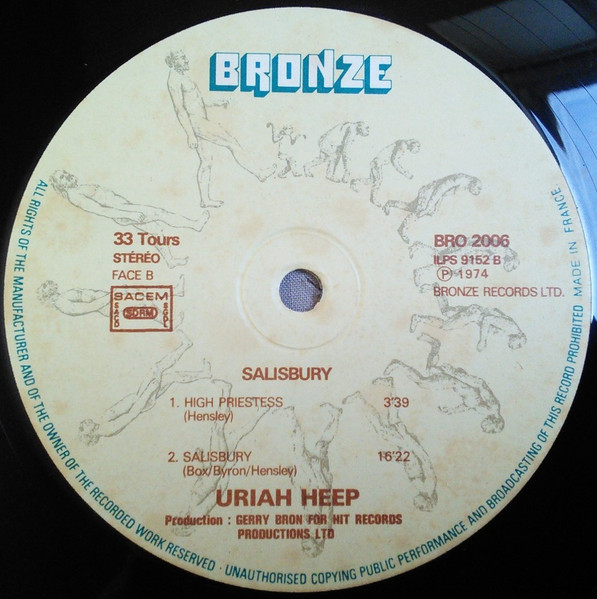 BRONZE
33 Tours
STÉRÉO
FACE B
SACEM
SACD
SDRM
SGDL
BRO 2006
ILPS 9152 B
Ⓟ 1974
BRONZE RECORDS LTD.
SALISBURY
1. HIGH PRIESTESS 3'39
(Hensley)
2. SALISBURY 16'22
(Box/Byron/Hensley)
URIAH HEEP
Production : GERRY BRON FOR HIT RECORDS
PRODUCTIONS LTD
ALL RIGHTS OF THE MANUFACTURER AND OF THE OWNER OF THE RECORDED WORK RESERVED · UNAUTHORISED COPYING PUBLIC PERFORMANCE AND BROADCASTING OF THIS RECORD PROHIBITED MADE IN FRANCE